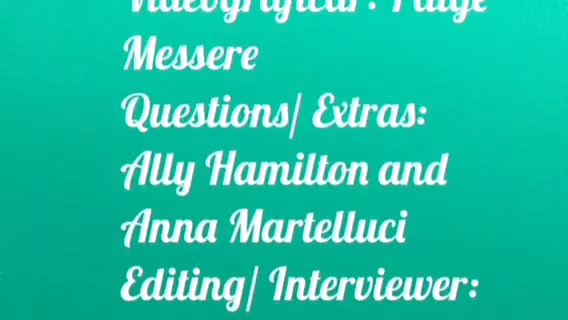 Messere
Questions/ Extras:
Ally Hamilton and
Anna Martelluci
Editing/ Interviewer: